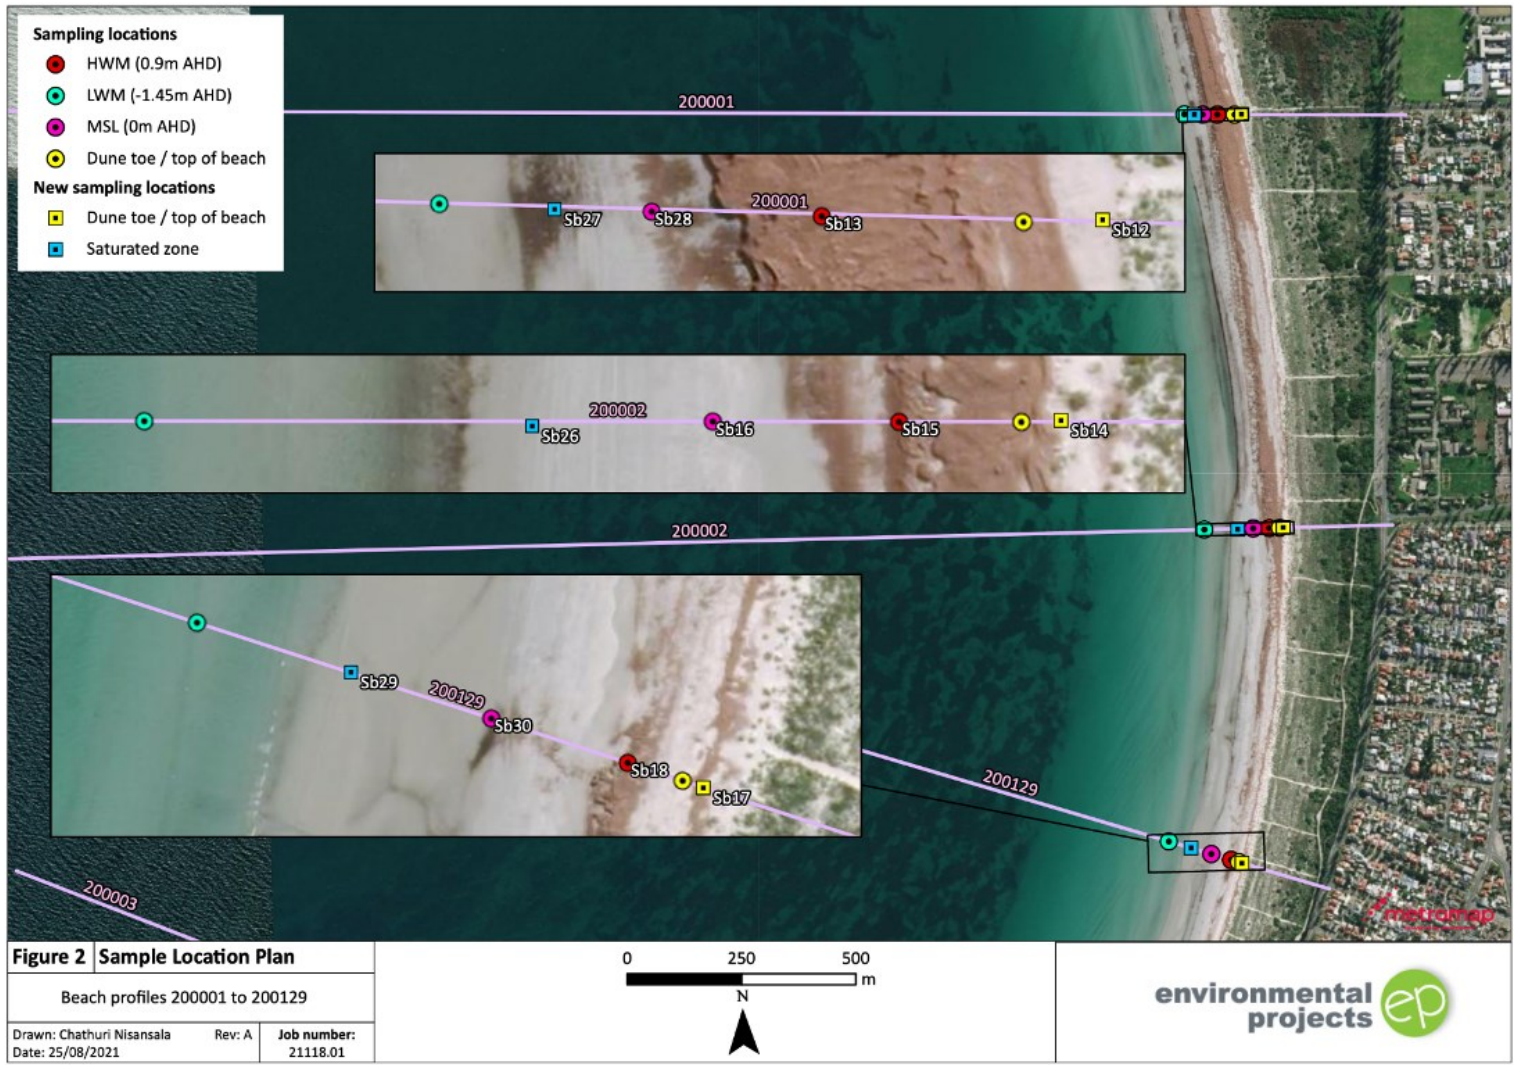 Sampling locations
HWM (0.9m AHD)
LWM (-1.45m AHD)
MSL (0m AHD)
Dune toe / top of beach
New sampling locations
Dune toe / top of beach
Saturated zone
200001
200001
Sb27
Sb28
Sb13
Sb12
200002
Sb26
Sb16
Sb15
Sb14
200002
200129
Sb29
Sb30
Sb18
Sb17
200129
200003
metromap
Figure 2 Sample Location Plan
Beach profiles 200001 to 200129
Drawn: Chathuri Nisansala Rev: A
Date: 25/08/2021
Job number:
21118.01
0 250 500
m
N
environmental
projects
ep